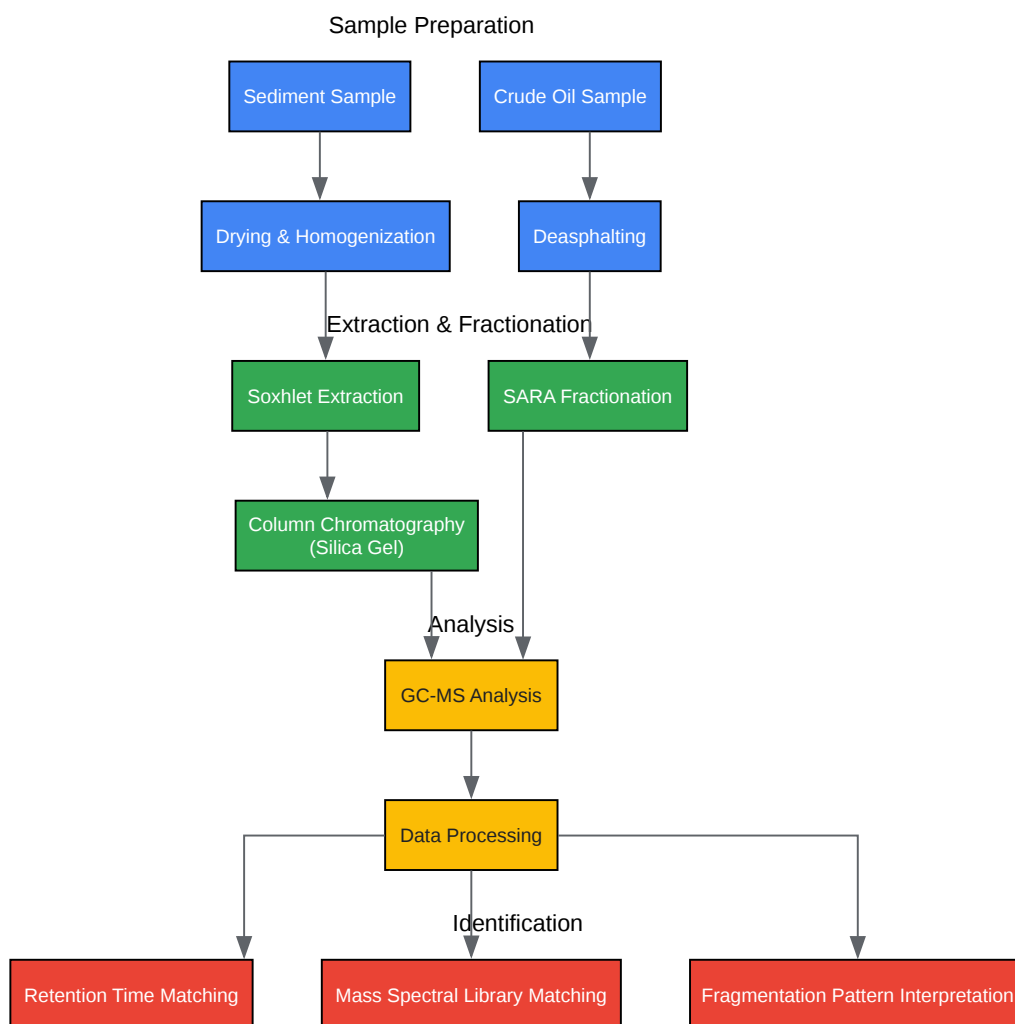 Sample Preparation
Sediment Sample
Crude Oil Sample
Drying & Homogenization
Deasphalting
Extraction & Fractionation
Soxhlet Extraction
SARA Fractionation
Column Chromatography
(Silica Gel)
Analysis
GC-MS Analysis
Data Processing
Identification
Retention Time Matching
Mass Spectral Library Matching
Fragmentation Pattern Interpretation